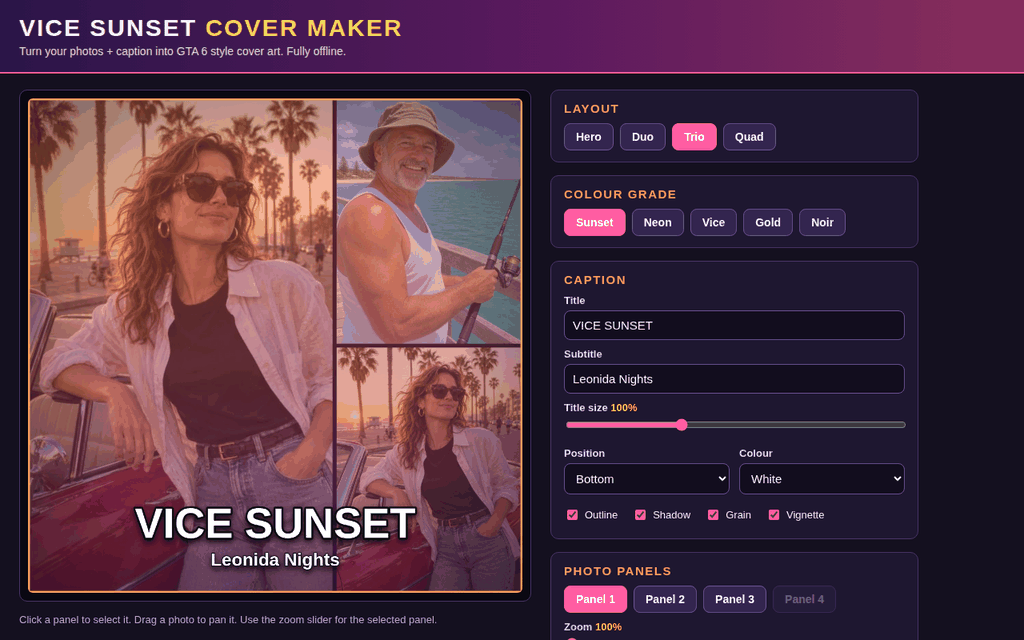 VICE SUNSET COVER MAKER
Turn your photos + caption into GTA 6 style cover art. Fully offline.
VICE SUNSET
Leonida Nights
Click a panel to select it. Drag a photo to pan it. Use the zoom slider for the selected panel.
LAYOUT
Hero Duo Trio Quad
COLOUR GRADE
Sunset Neon Vice Gold Noir
CAPTION
Title
VICE SUNSET
Subtitle
Leonida Nights
Title size 100%
Position Colour
Bottom White
Outline Shadow Grain Vignette
PHOTO PANELS
Panel 1 Panel 2 Panel 3 Panel 4
Zoom 100%